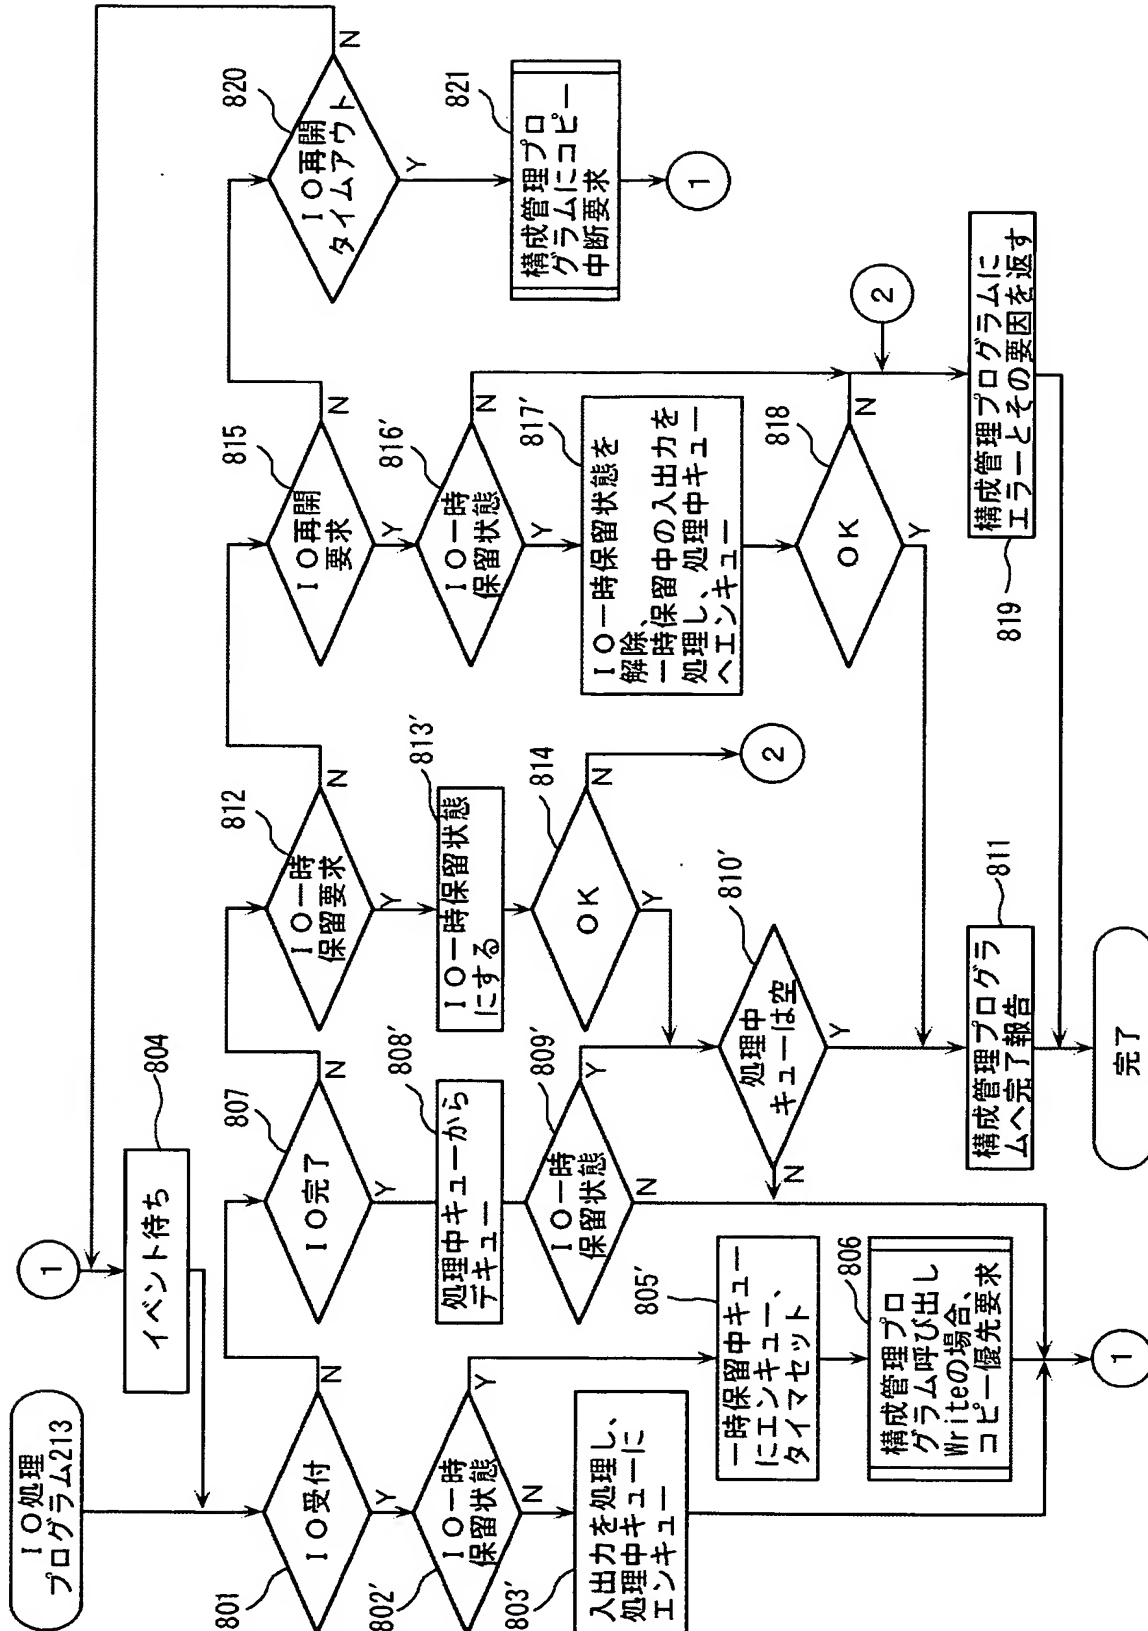 IO処理
プログラム213
1
イベント待ち
804
IO受付
801
N
Y
IO一時
保留状態
802′
Y
N
入出力を処理し、
処理中キューに
エンキュー
803′
一時保留中キュー
にエンキュー、
タイマセット
805′
構成管理プロ
グラム呼び出し
Writeの場合、
コピー優先要求
806
1
IO完了
807
N
Y
処理中キューから
デキュー
808′
IO一時
保留状態
809′
Y
N
処理中
キューは空
810′
N
Y
構成管理プログラ
ムへ完了報告
811
完了
IO一時
保留要求
812
N
Y
IO一時保留状態
にする
813′
OK
814
N
Y
2
IO再開
要求
815
N
Y
IO一時
保留状態
816′
N
Y
IO一時保留状態を
解除、
一時保留中の入出力を
処理し、処理中キュー
へエンキュー
817′
OK
818
N
Y
2
構成管理プログラムに
エラーとその要因を返す
819
IO再開
タイムアウト
820
N
Y
構成管理プロ
グラムにコピー
中断要求
821
1